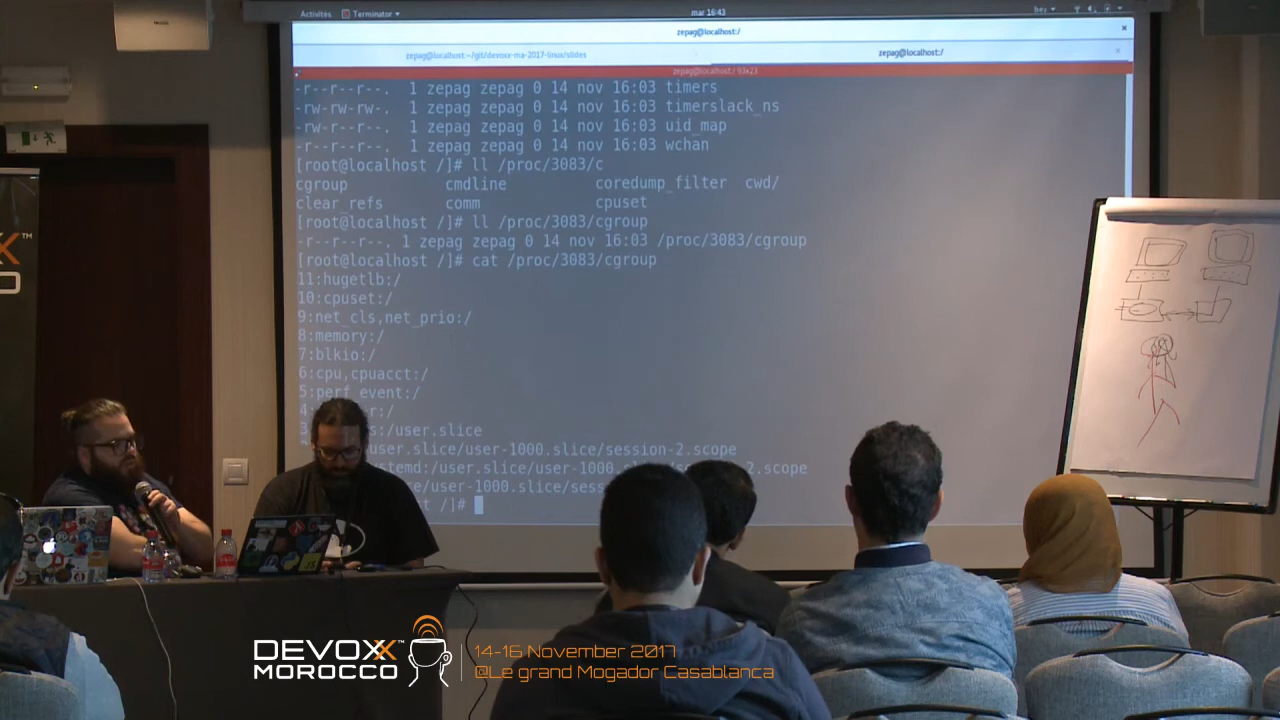 Activités Terminator mar 16:43
zepag@localhost:/
zepag@localhost:~/git/devoxx-ma-2017-linux/slides zepag@localhost:/
zepag@localhost:/ 93x23
-r--r--r--. 1 zepag zepag 0 14 nov 16:03 timers
-rw-rw-rw-. 1 zepag zepag 0 14 nov 16:03 timerslack_ns
-rw-r--r--. 1 zepag zepag 0 14 nov 16:03 uid_map
-r--r--r--. 1 zepag zepag 0 14 nov 16:03 wchan
[root@localhost /]# ll /proc/3083/c
cgroup cmdline coredump_filter cwd/
clear_refs comm cpuset
[root@localhost /]# ll /proc/3083/cgroup
-r--r--r--. 1 zepag zepag 0 14 nov 16:03 /proc/3083/cgroup
[root@localhost /]# cat /proc/3083/cgroup
11:hugetlb:/
10:cpuset:/
9:net_cls,net_prio:/
8:memory:/
7:blkio:/
6:cpu,cpuacct:/
5:perf_event:/
:/user.slice
user.slice/user-1000.slice/session-2.scope
:/user.slice/user-1000 2.scope
/user-1000.slice/
/]#
DEVOXX™
MOROCCO
14-16 November 2017
@Le grand Mogador Casablanca